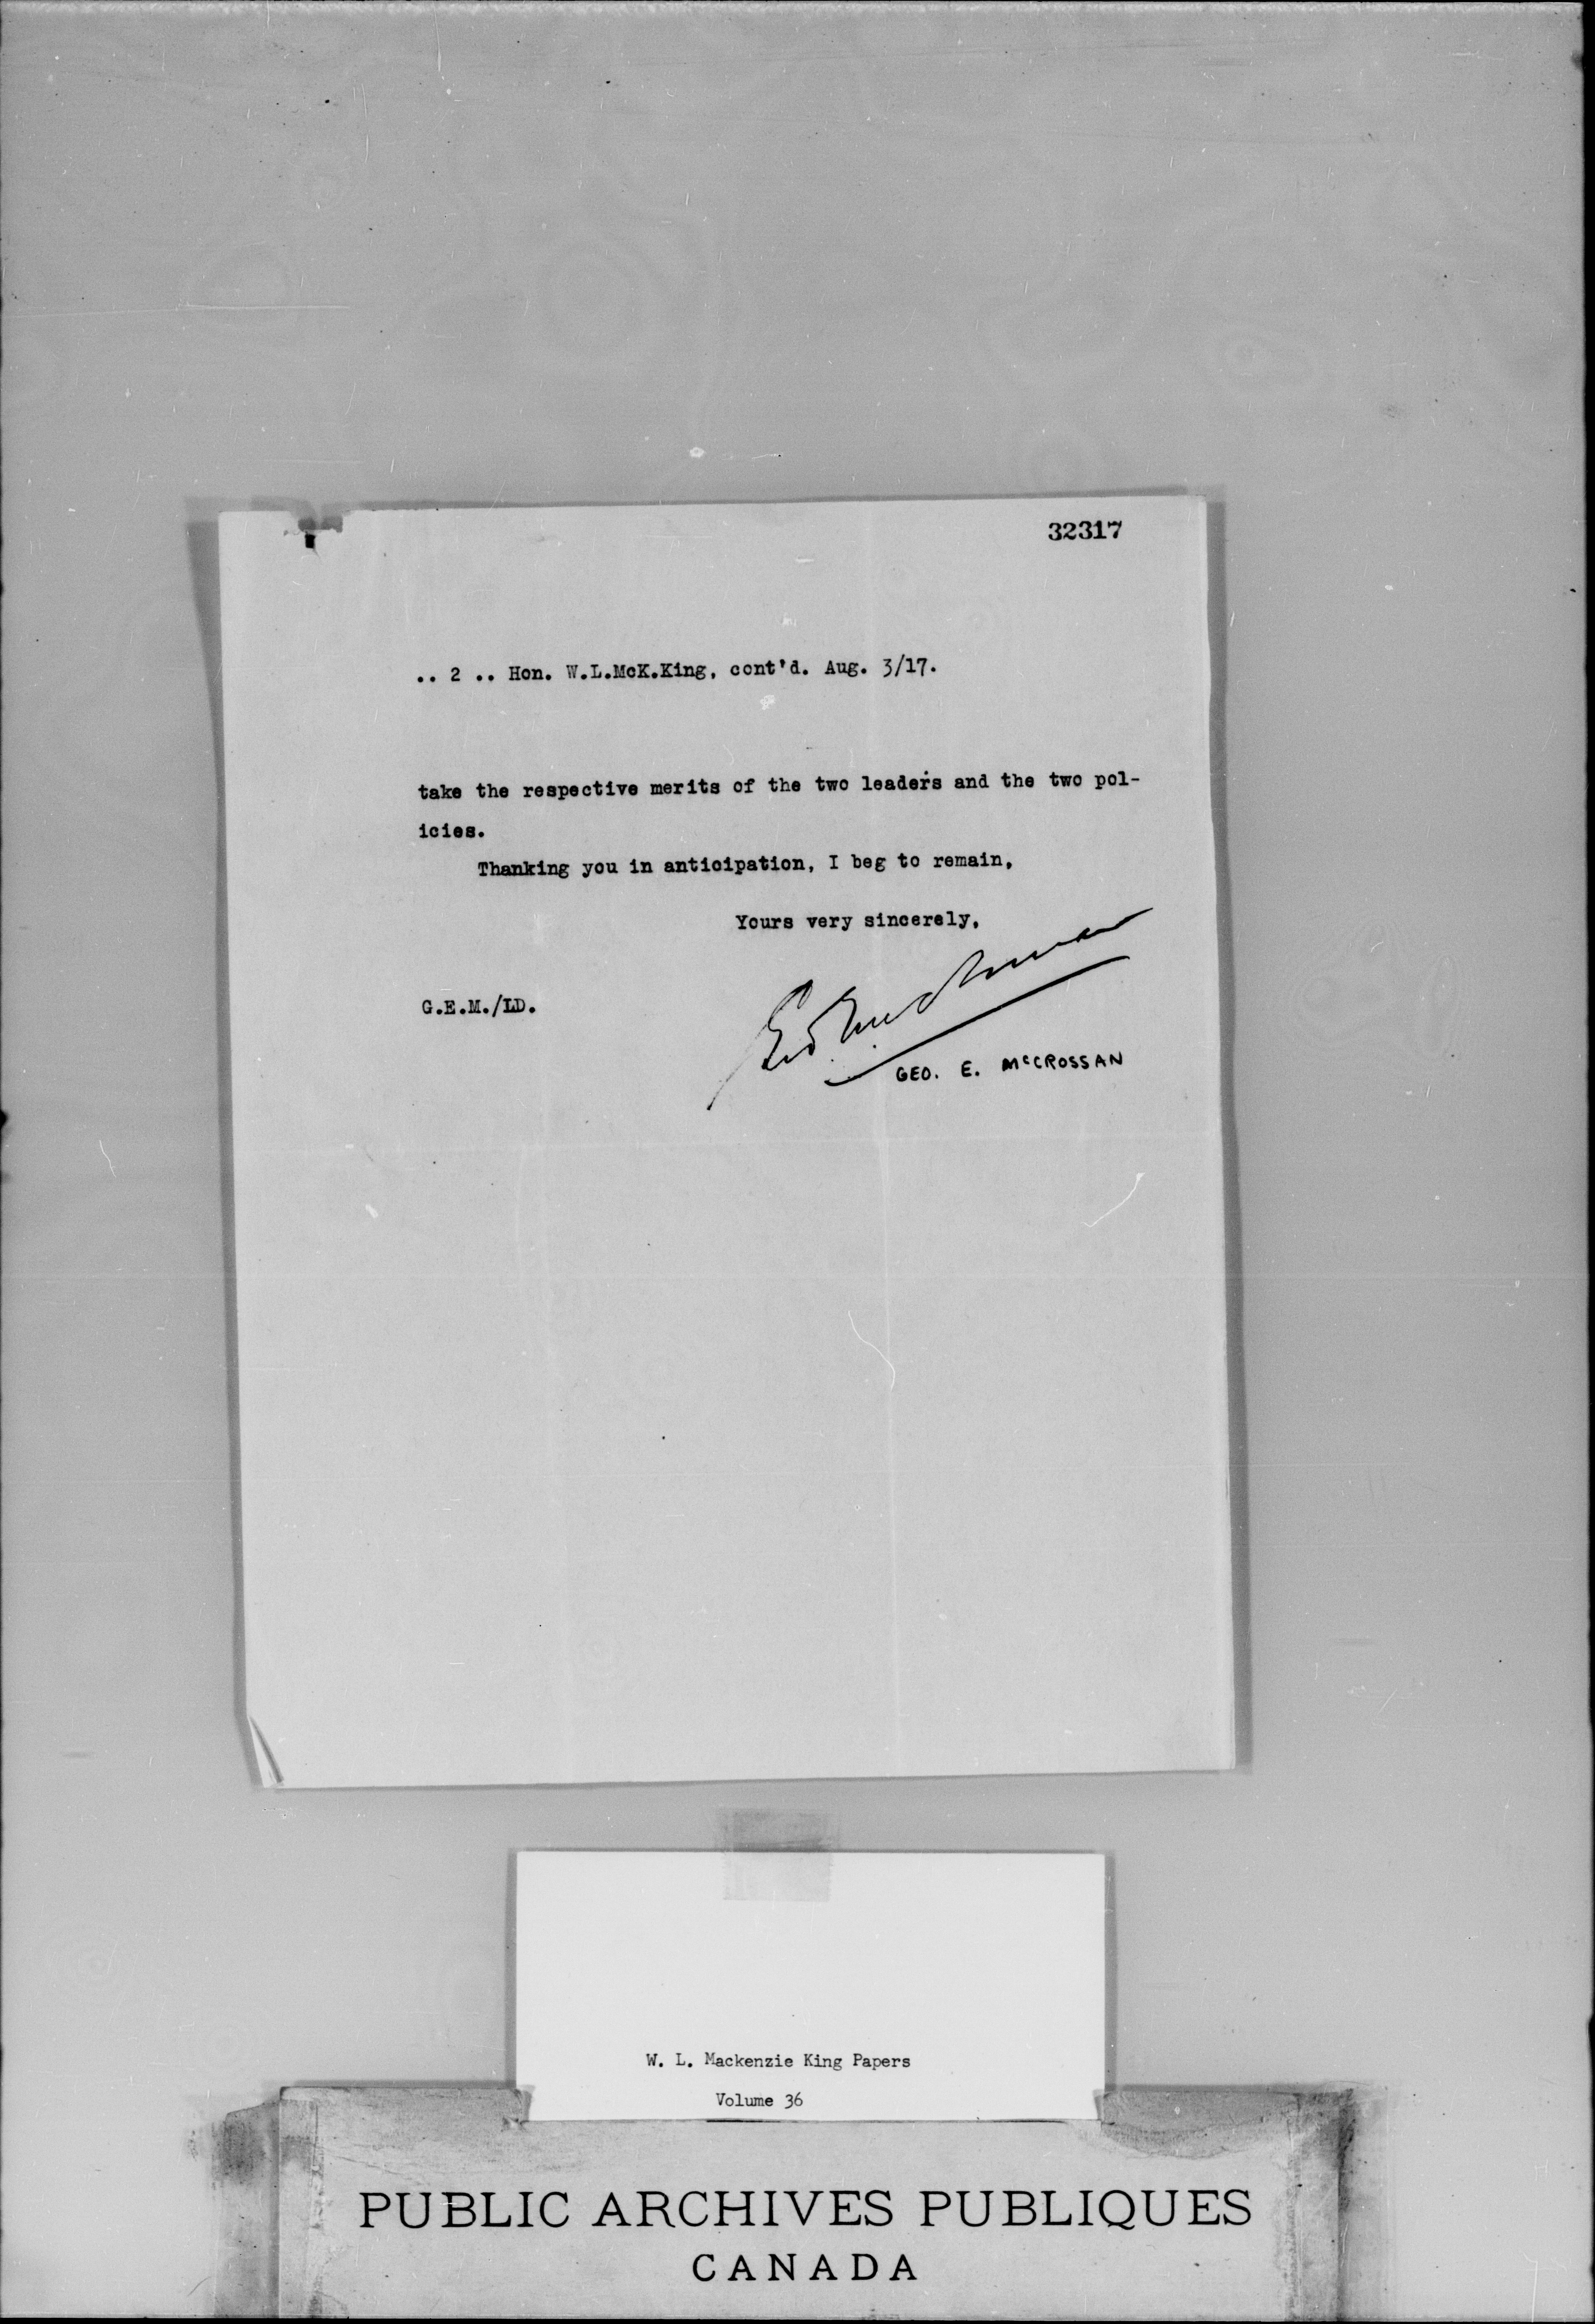 32317
.. 2 .. Hon. W.L.McK.King, cont'd. Aug. 3/17.
take the respective merits of the two leaders and the two pol-
icies.
Thanking you in anticipation, I beg to remain,
Yours very sincerely,
G.E.M./LD.
GEO. E. McCROSSAN
W. L. Mackenzie King Papers
Volume 36
PUBLIC ARCHIVES PUBLIQUES
CANADA